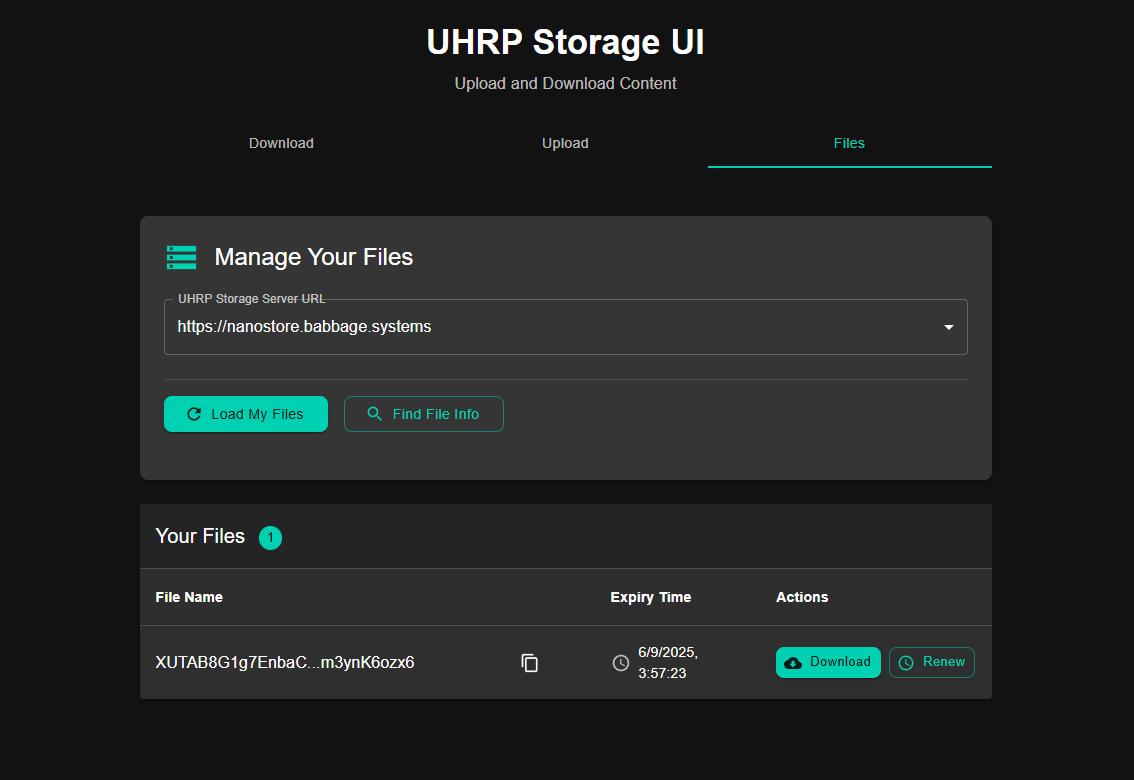 UHRP Storage UI
Upload and Download Content
Download Upload Files
Manage Your Files
UHRP Storage Server URL
https://nanostore.babbage.systems
Load My Files Find File Info
Your Files 1
File Name Expiry Time Actions
XUTAB8G1g7EnbaC...m3ynK6ozx6 6/9/2025, 3:57:23 Download Renew